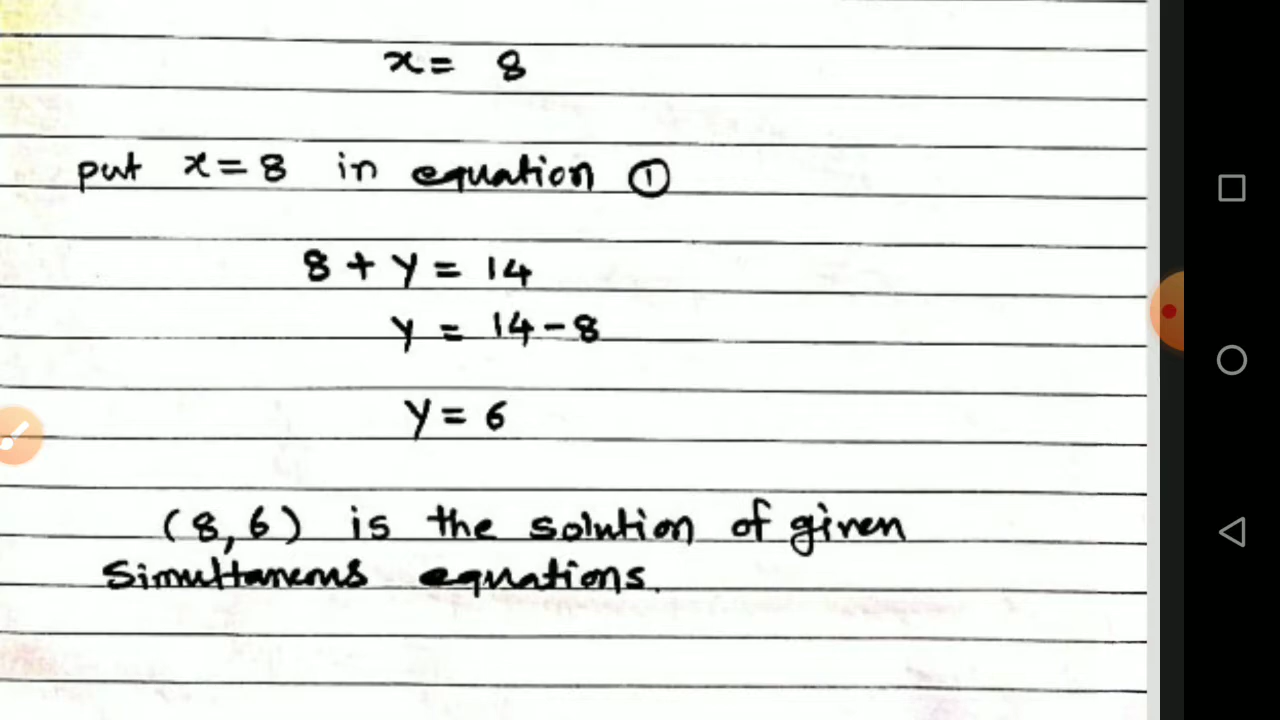 x = 8
put x = 8 in equation ①
8 + y = 14
y = 14 - 8
y = 6
(8, 6) is the solution of given
Simultaneous equations.